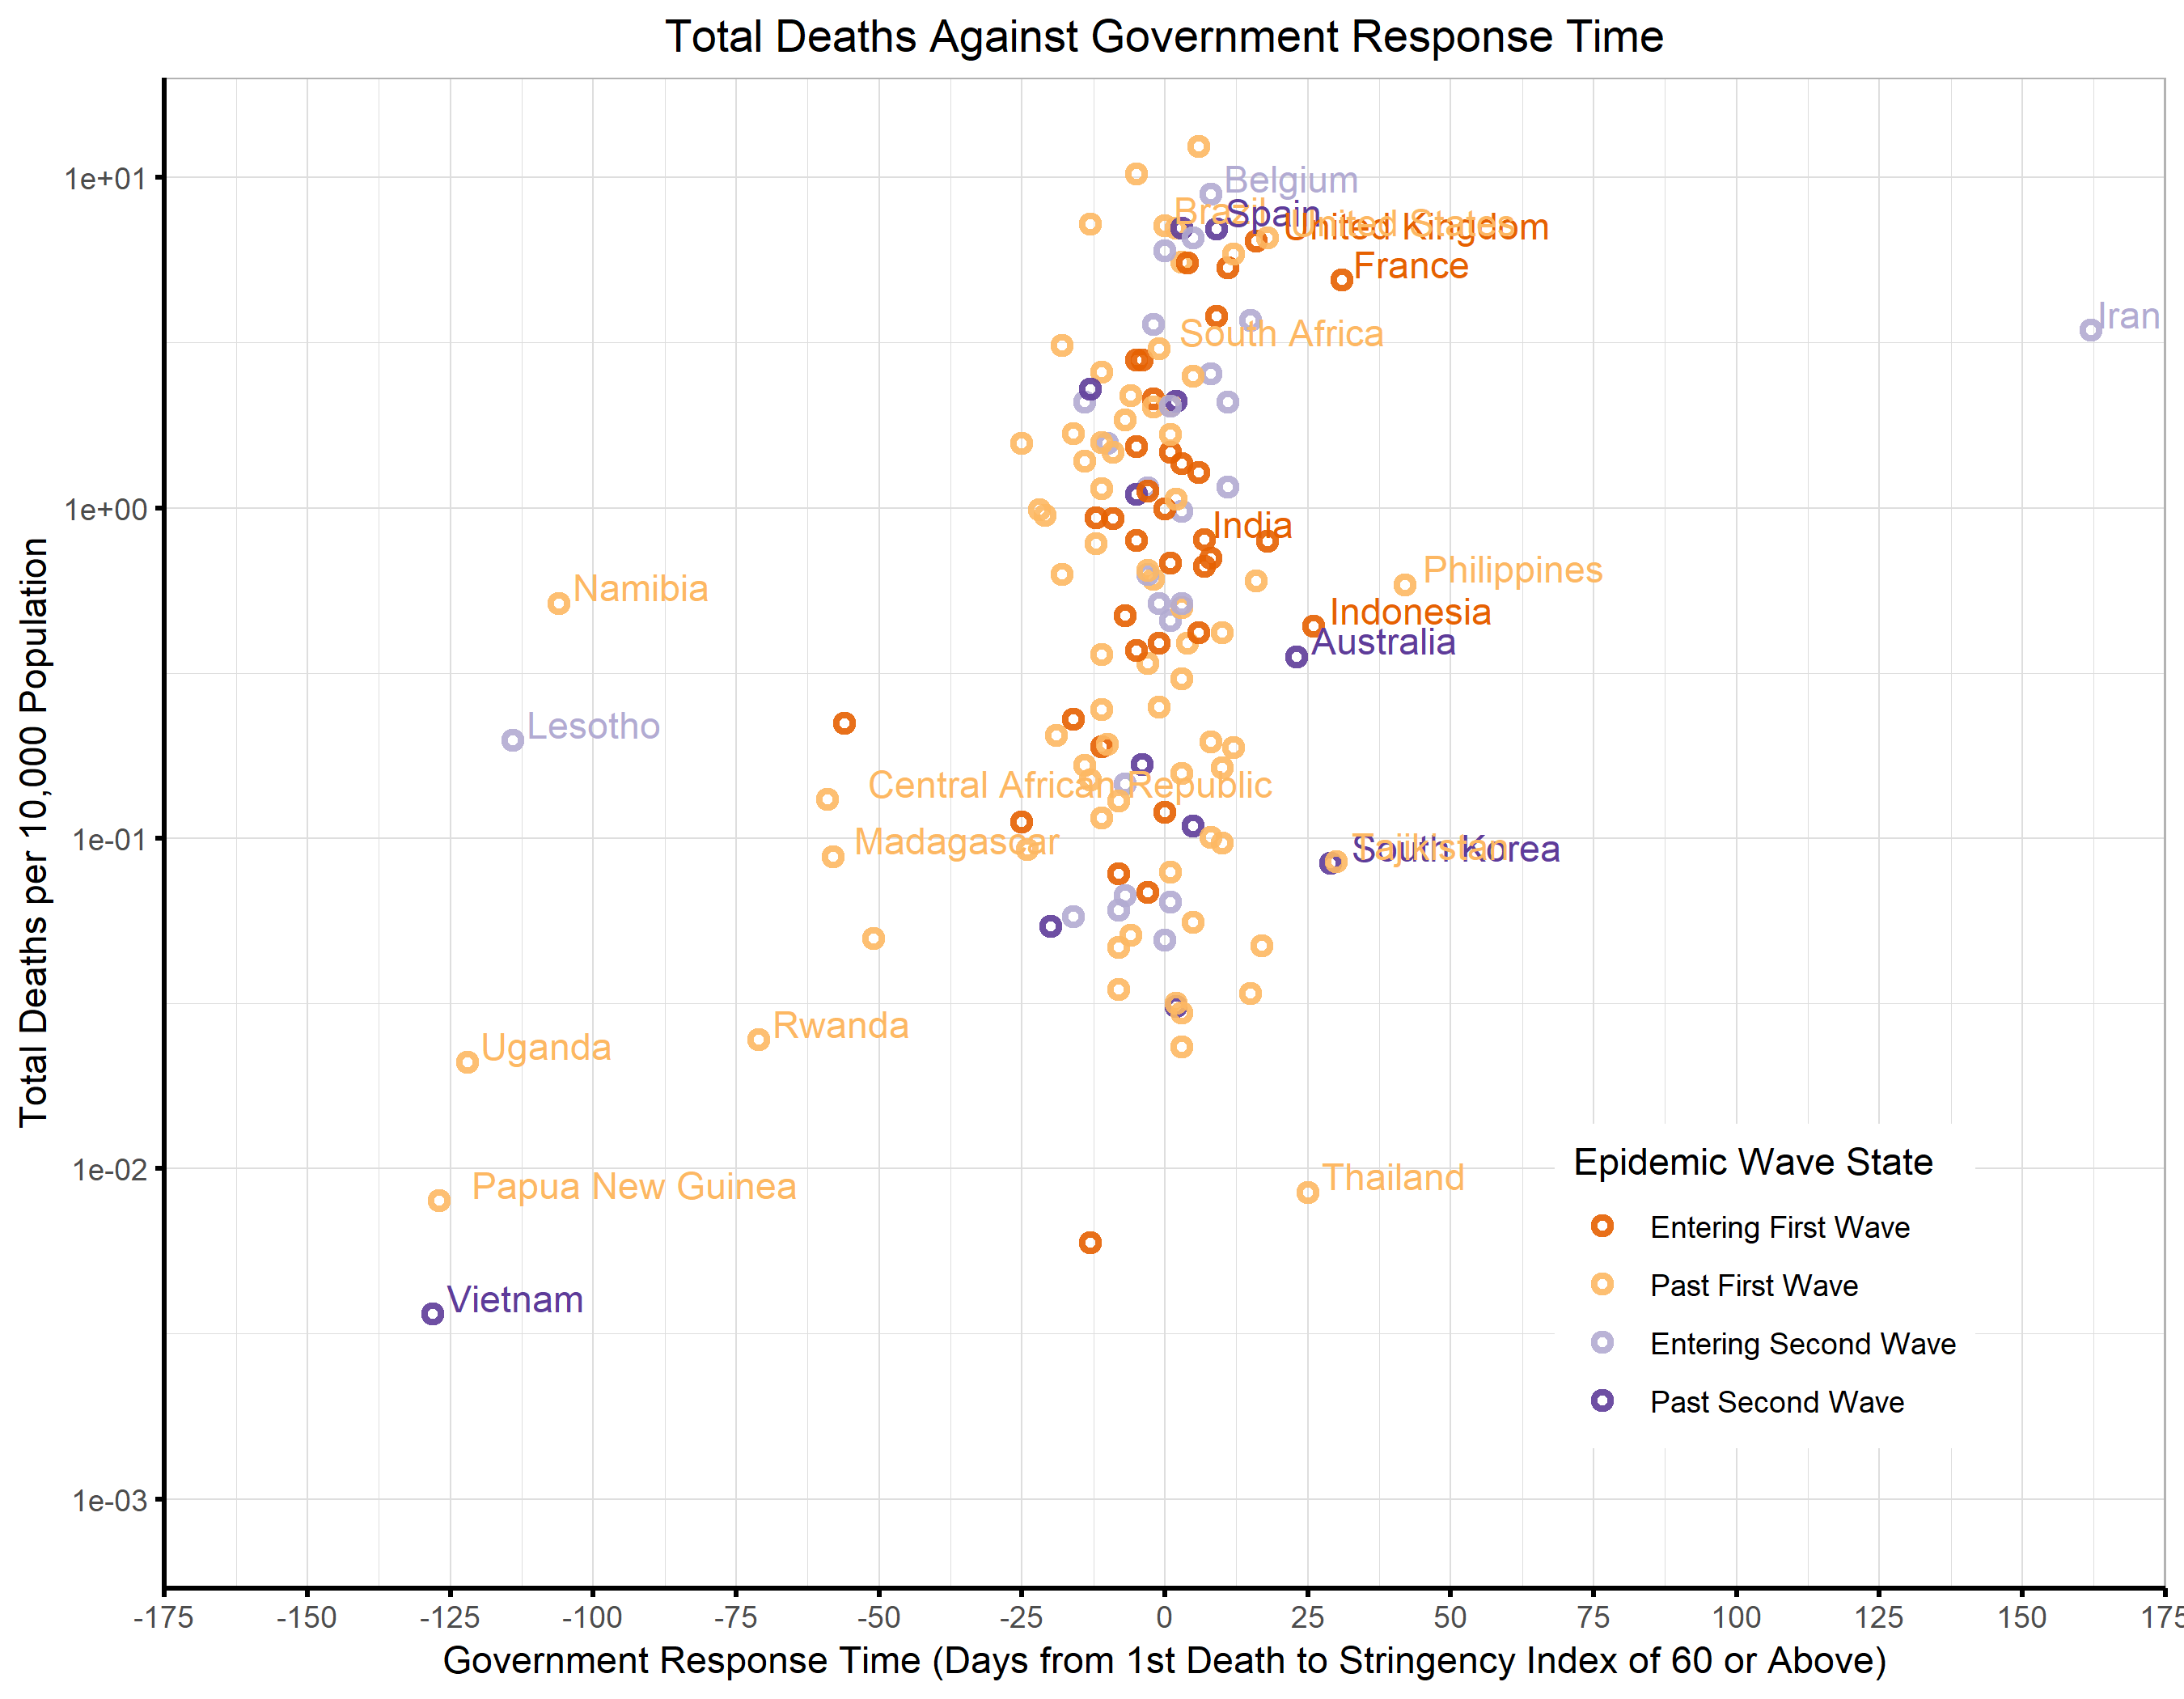 Total Deaths Against Government Response Time
Total Deaths per 10,000 Population
1e+01
1e+00
1e-01
1e-02
1e-03
Belgium
Brazil
Spain
United States
United Kingdom
France
Iran
South Africa
India
Philippines
Namibia
Indonesia
Australia
Lesotho
Central African Republic
Madagascar
Tajikistan
South Korea
Rwanda
Uganda
Papua New Guinea
Thailand
Vietnam
Epidemic Wave State
Entering First Wave
Past First Wave
Entering Second Wave
Past Second Wave
-175 -150 -125 -100 -75 -50 -25 0 25 50 75 100 125 150 175
Government Response Time (Days from 1st Death to Stringency Index of 60 or Above)